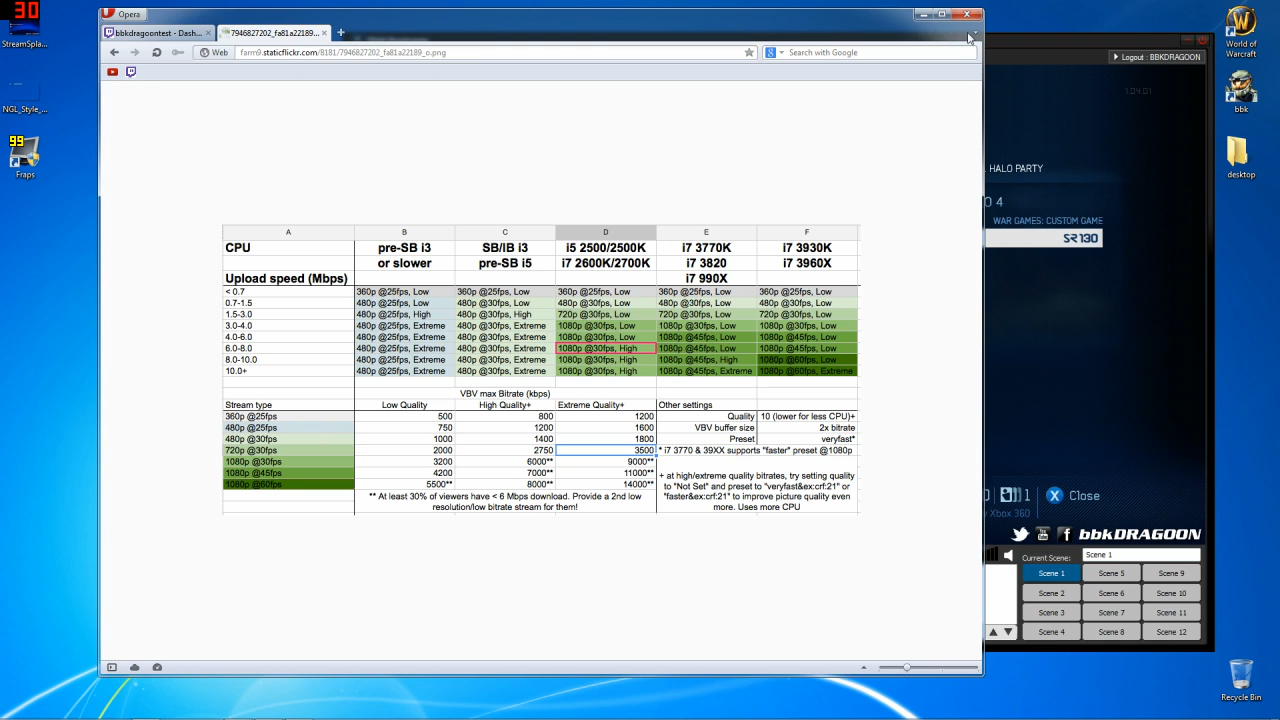 30
Opera
StreamSpla...
bbkdragoontest - Dash...
7946827202_fa81a22189...
Web
farm9.staticflickr.com/8181/7946827202_fa81a22189_o.png
Search with Google
World of
Warcraft
Logout : BBKDRAGOON
1.04.01
NGL_Style_...
bbk
99
Fraps
HALO PARTY
desktop
O 4
WAR GAMES: CUSTOM GAME
SR130
A B C D E F
CPU pre-SB i3 SB/IB i3 i5 2500/2500K i7 3770K i7 3930K
or slower pre-SB i5 i7 2600K/2700K i7 3820 i7 3960X
Upload speed (Mbps) i7 990X
< 0.7 360p @25fps, Low 360p @25fps, Low 360p @25fps, Low 360p @25fps, Low 360p @25fps, Low
0.7-1.5 480p @25fps, Low 480p @30fps, Low 480p @30fps, Low 480p @30fps, Low 480p @30fps, Low
1.5-3.0 480p @25fps, High 480p @30fps, High 720p @30fps, Low 720p @30fps, Low 720p @30fps, Low
3.0-4.0 480p @25fps, Extreme 480p @30fps, Extreme 1080p @30fps, Low 1080p @30fps, Low 1080p @30fps, Low
4.0-6.0 480p @25fps, Extreme 480p @30fps, Extreme 1080p @30fps, Low 1080p @45fps, Low 1080p @45fps, Low
6.0-8.0 480p @25fps, Extreme 480p @30fps, Extreme 1080p @30fps, High 1080p @45fps, Low 1080p @45fps, Low
8.0-10.0 480p @25fps, Extreme 480p @30fps, Extreme 1080p @30fps, High 1080p @45fps, High 1080p @60fps, Low
10.0+ 480p @25fps, Extreme 480p @30fps, Extreme 1080p @30fps, High 1080p @45fps, Extreme 1080p @60fps, Extreme
VBV max Bitrate (kbps)
Stream type Low Quality High Quality+ Extreme Quality+ Other settings
360p @25fps 500 800 1200 Quality 10 (lower for less CPU)+
480p @25fps 750 1200 1600 VBV buffer size 2x bitrate
480p @30fps 1000 1400 1800 Preset veryfast*
720p @30fps 2000 2750 3500 * i7 3770 & 39XX supports "faster" preset @1080p
1080p @30fps 3200 6000** 9000**
1080p @45fps 4200 7000** 11000**
1080p @60fps 5500** 8000** 14000**
+ at high/extreme quality bitrates, try setting quality
to "Not Set" and preset to "veryfast&ex:crf:21" or
"faster&ex:crf:21" to improve picture quality even
more. Uses more CPU
** At least 30% of viewers have < 6 Mbps download. Provide a 2nd low
resolution/low bitrate stream for them!
1
X Close
Xbox 360
You Tube
f
bbkDRAGOON
Current Scene: Scene 1
Scene 1 Scene 5 Scene 9
Scene 2 Scene 6 Scene 10
Scene 3 Scene 7 Scene 11
Scene 4 Scene 8 Scene 12
Recycle Bin